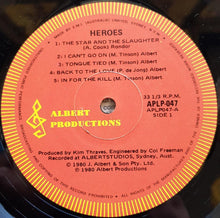 HEROES
1. THE STAR AND THE SLAUGHTER
(A. Cook) Rondor
2. I CAN'T GO ON (M. Tinson) Albert
3. TONGUE TIED (M. Tinson) Albert
4. BACK TO THE LOVE (P. de Jong) Albert
5. IN FOR THE KILL (M. Tinson) Albert
33 1/3 R.P.M.
ALBERT
PRODUCTIONS
APLP-047
APLP047-A
SIDE 1
Produced by Kim Thraves, Engineered by Col Freeman
at ALBERT STUDIOS, Sydney, Aust.
℗ 1980 J. Albert & Son Pty. Ltd.
© 1980 Albert Productions